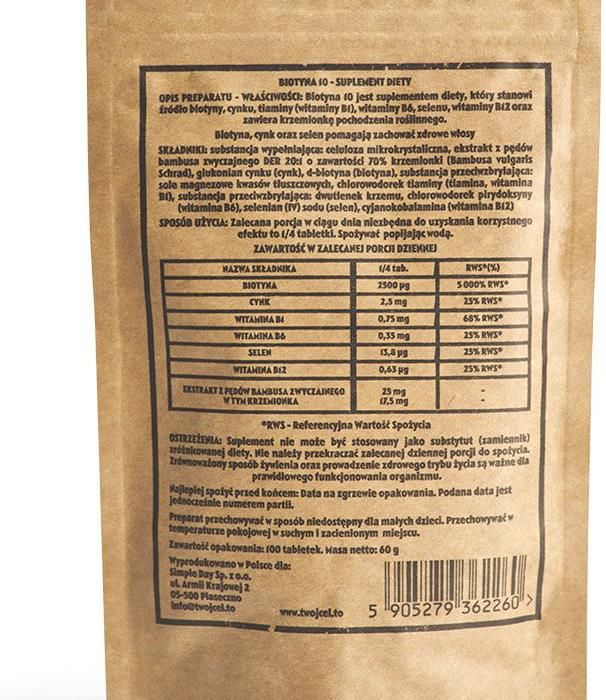 BIOTYNA 10 - SUPLEMENT DIETY
OPIS PREPARATU - WŁAŚCIWOŚCI: Biotyna 10 jest suplementem diety, który stanowi
źródło biotyny, cynku, tiaminy (witaminy B1), witaminy B6, selenu, witaminy B12 oraz
zawiera krzemionkę pochodzenia roślinnego.
Biotyna, cynk oraz selen pomagają zachować zdrowe włosy
SKŁADNIKI: substancja wypełniająca: celuloza mikrokrystaliczna, ekstrakt z pędów
bambusa zwyczajnego DER 20:1 o zawartości 70% krzemionki (Bambusa vulgaris
Schrad), glukonian cynku (cynk), d-biotyna (biotyna), substancja przeciwzbrylająca:
sole magnezowe kwasów tłuszczowych, chlorowodorek tiaminy (tiamina, witamina
B1), substancja przeciwzbrylająca: dwutlenek krzemu, chlorowodorek pirydoksyny
(witamina B6), selenian (IV) sodu (selen), cyjanokobalamina (witamina B12)
SPOSÓB UŻYCIA: Zalecana porcja w ciągu dnia niezbędna do uzyskania korzystnego
efektu to 1/4 tabletki. Spożywać popijając wodą.
ZAWARTOŚĆ W ZALECANEJ PORCJI DZIENNEJ
NAZWA SKŁADNIKA 1/4 tab. RWS*(%)
BIOTYNA 2500 µg 5 000% RWS*
CYNK 2,5 mg 25% RWS*
WITAMINA B1 0,75 mg 68% RWS*
WITAMINA B6 0,35 mg 25% RWS*
SELEN 13,8 µg 25% RWS*
WITAMINA B12 0,63 µg 25% RWS*
EKSTRAKT Z PĘDÓW BAMBUSA ZWYCZAJNEGO 25 mg -
W TYM KRZEMIONKA 17,5 mg -
*RWS - Referencyjna Wartość Spożycia
OSTRZEŻENIA: Suplement nie może być stosowany jako substytut (zamiennik)
zróżnicowanej diety. Nie należy przekraczać zalecanej dziennej porcji do spożycia.
Zrównoważony sposób żywienia oraz prowadzenie zdrowego trybu życia są ważne dla
prawidłowego funkcjonowania organizmu.
Najlepiej spożyć przed końcem: Data na zgrzewie opakowania. Podana data jest
jednocześnie numerem partii.
Preparat przechowywać w sposób niedostępny dla małych dzieci. Przechowywać w
temperaturze pokojowej w suchym i zacienionym miejscu.
Zawartość opakowania: 100 tabletek. Masa netto: 60 g
Wyprodukowano w Polsce dla:
Simple Day Sp. z o.o.
ul. Armii Krajowej 2
05-500 Piaseczno
info@twojcel.to www.twojcel.to 5 905279 362260 >